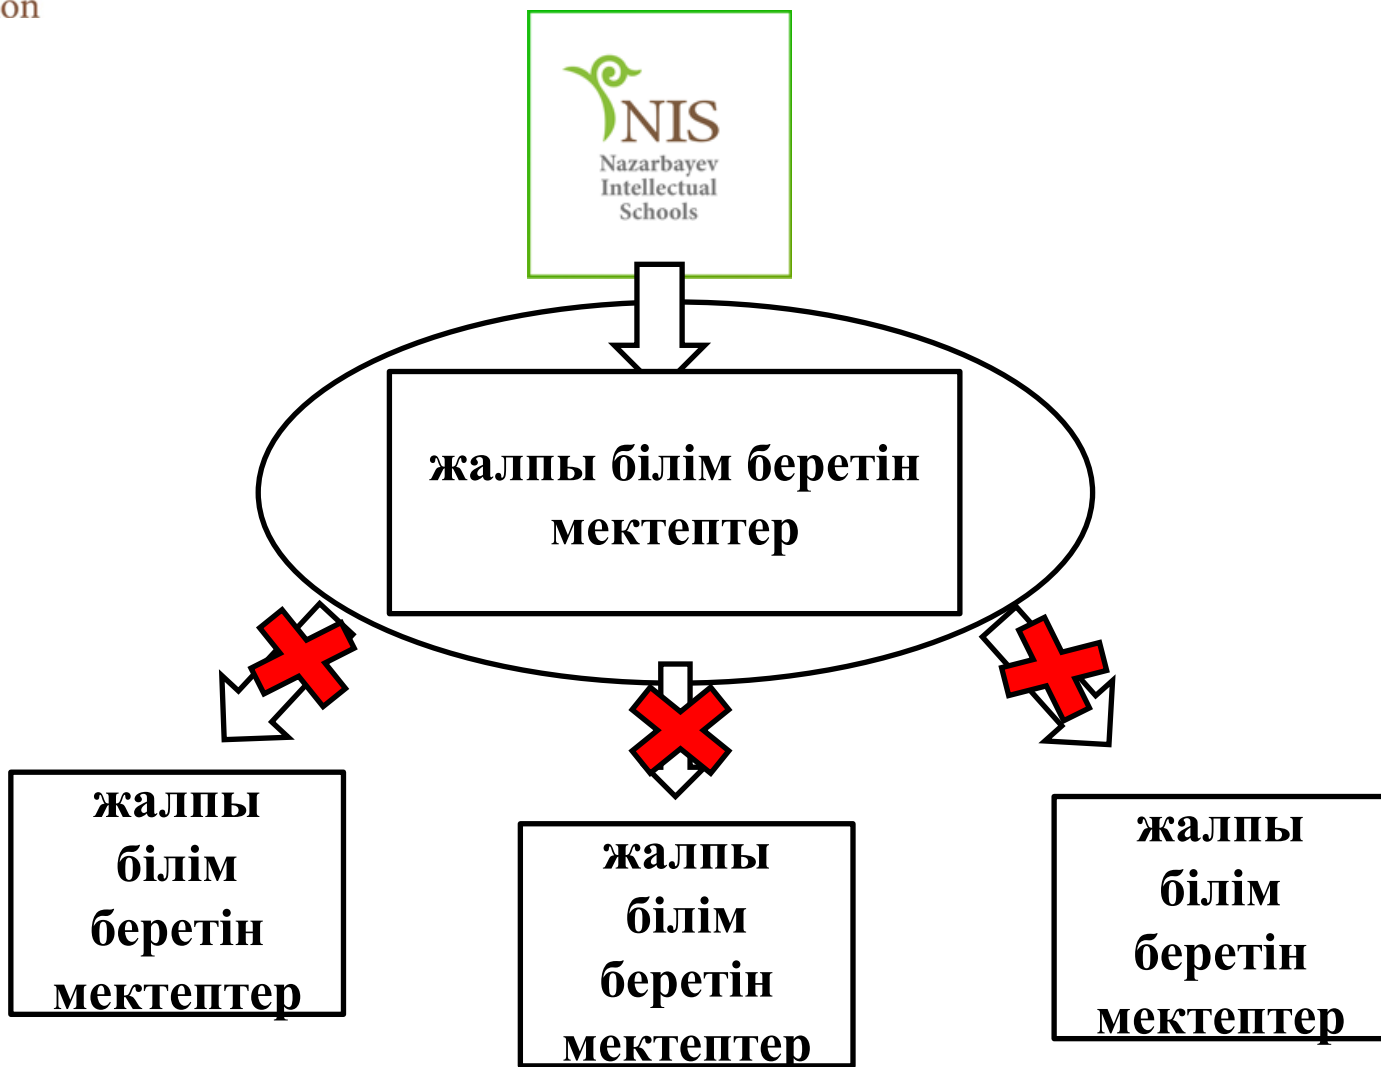 on
NIS
Nazarbayev
Intellectual
Schools
жалпы білім беретін
мектептер
жалпы
білім
беретін
мектептер
жалпы
білім
беретін
мектептер
жалпы
білім
беретін
мектептер